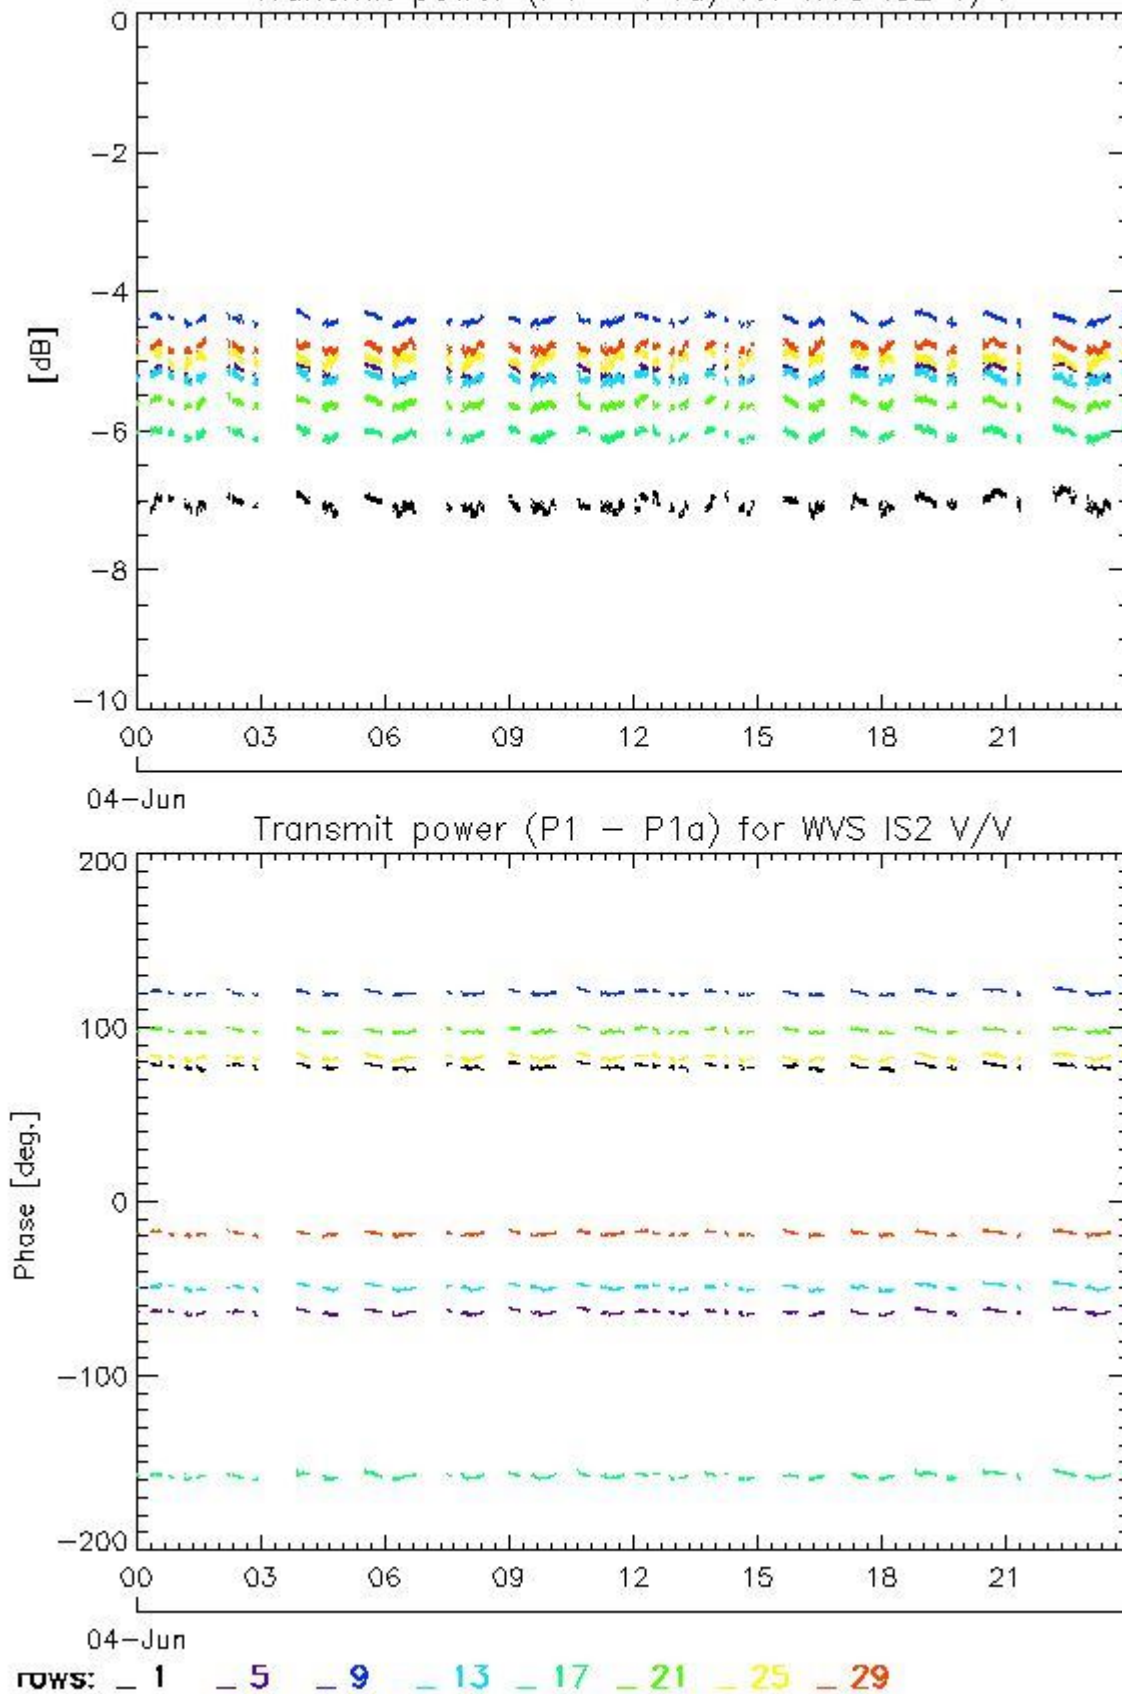 0
−2
−4
[dB]
−6
−8
−10
00 03 06 09 12 15 18 21
04−Jun
Transmit power (P1 − P1a) for WVS IS2 V/V
200
100
0
Phase [deg.]
−100
−200
00 03 06 09 12 15 18 21
04−Jun
rows: _ 1 _ 5 _ 9 _ 13 _ 17 _ 21 _ 25 _ 29